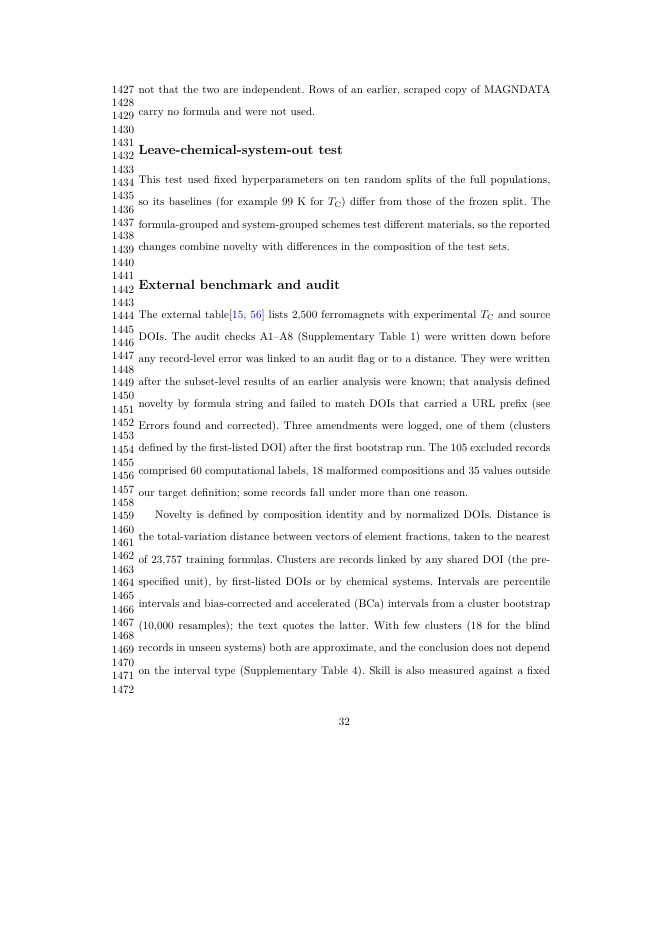 1427 not that the two are independent. Rows of an earlier, scraped copy of MAGNDATA
1428
1429 carry no formula and were not used.
1430
1431
1432 Leave-chemical-system-out test
1433
1434 This test used fixed hyperparameters on ten random splits of the full populations,
1435
1436 so its baselines (for example 99 K for TC) differ from those of the frozen split. The
1437 formula-grouped and system-grouped schemes test different materials, so the reported
1438
1439 changes combine novelty with differences in the composition of the test sets.
1440
1441
1442 External benchmark and audit
1443
1444 The external table[15, 56] lists 2,500 ferromagnets with experimental TC and source
1445
1446 DOIs. The audit checks A1–A8 (Supplementary Table 1) were written down before
1447 any record-level error was linked to an audit flag or to a distance. They were written
1448
1449 after the subset-level results of an earlier analysis were known; that analysis defined
1450
1451 novelty by formula string and failed to match DOIs that carried a URL prefix (see
1452 Errors found and corrected). Three amendments were logged, one of them (clusters
1453
1454 defined by the first-listed DOI) after the first bootstrap run. The 105 excluded records
1455
1456 comprised 60 computational labels, 18 malformed compositions and 35 values outside
1457 our target definition; some records fall under more than one reason.
1458
1459 Novelty is defined by composition identity and by normalized DOIs. Distance is
1460
1461 the total-variation distance between vectors of element fractions, taken to the nearest
1462 of 23,757 training formulas. Clusters are records linked by any shared DOI (the pre-
1463
1464 specified unit), by first-listed DOIs or by chemical systems. Intervals are percentile
1465
1466 intervals and bias-corrected and accelerated (BCa) intervals from a cluster bootstrap
1467 (10,000 resamples); the text quotes the latter. With few clusters (18 for the blind
1468
1469 records in unseen systems) both are approximate, and the conclusion does not depend
1470
1471 on the interval type (Supplementary Table 4). Skill is also measured against a fixed
1472
32